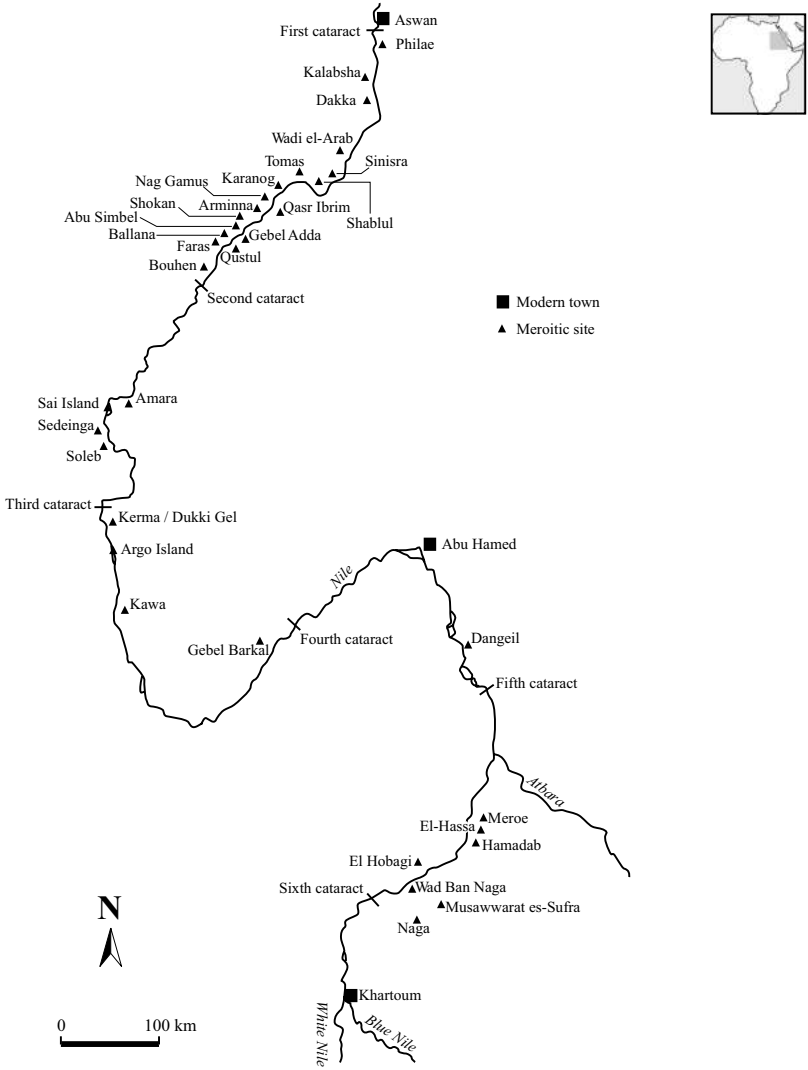 Aswan
First cataract
Philae
Kalabsha
Dakka
Wadi el-Arab
Tomas
Sinisra
Nag Gamus
Karanog
Shokan
Arminna
Qasr Ibrim
Abu Simbel
Shablul
Ballana
Gebel Adda
Faras
Qustul
Bouhen
Second cataract
Modern town
Meroitic site
Sai Island
Amara
Sedeinga
Soleb
Third cataract
Kerma / Dukki Gel
Abu Hamed
Argo Island
Nile
Kawa
Gebel Barkal
Fourth cataract
Dangeil
Fifth cataract
Atbara
Meroe
El-Hassa
Hamadab
El Hobagi
Sixth cataract
Wad Ban Naga
Musawwarat es-Sufra
Naga
N
Khartoum
White Nile
Blue Nile
0 100 km